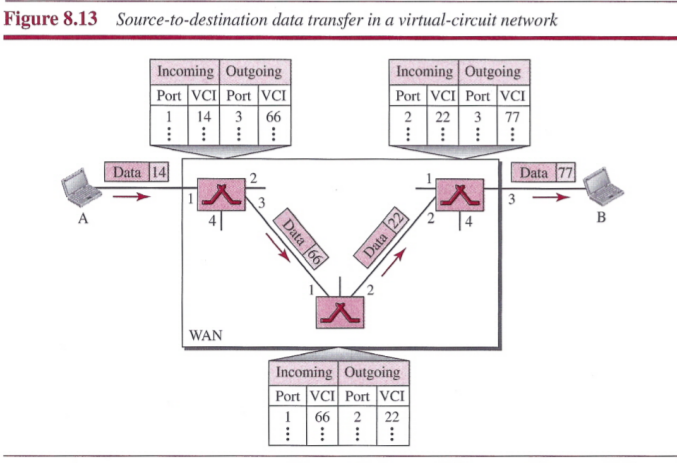 Figure 8.13 Source-to-destination data transfer in a virtual-circuit network
Incoming Outgoing
Port VCI Port VCI
1 14 3 66
Incoming Outgoing
Port VCI Port VCI
2 22 3 77
Data 14
Data 77
A
1
2
3
4
Data 66
Data 22
1
2
3
4
B
1
2
WAN
Incoming Outgoing
Port VCI Port VCI
1 66 2 22